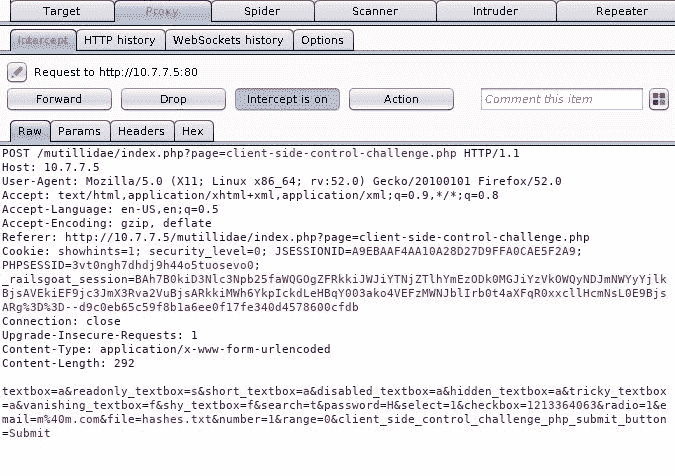 Target Proxy Spider Scanner Intruder Repeater
Intercept HTTP history WebSockets history Options
Request to http://10.7.7.5:80
Forward Drop Intercept is on Action Comment this item
Raw Params Headers Hex
POST /mutillidae/index.php?page=client-side-control-challenge.php HTTP/1.1
Host: 10.7.7.5
User-Agent: Mozilla/5.0 (X11; Linux x86_64; rv:52.0) Gecko/20100101 Firefox/52.0
Accept: text/html,application/xhtml+xml,application/xml;q=0.9,*/*;q=0.8
Accept-Language: en-US,en;q=0.5
Accept-Encoding: gzip, deflate
Referer: http://10.7.7.5/mutillidae/index.php?page=client-side-control-challenge.php
Cookie: showhints=1; security_level=0; JSESSIONID=A9EBAAF4AA10A28D27D9FFA0CAE5F2A9;
PHPSESSID=3vt0ngh7dhdj9h44o5tuosevo0;
_railsgoat_session=BAh7B0kiD3Nlc3Npb25faWQGOgZFRkkiJWJiYTNjZTlhYmEzODk0MGJiYzVkOWQyNDJmNWYyYjlk
BjsAVEkiEF9jc3JmX3Rva2VuBjsARkkiMWh6YkpIckdLeHBqY003ako4VEFzMWNJblIrb0t4aXFqR0xxcllHcmNsL0E9Bjs
ARg%3D%3D--d9c0eb65c59f8b1a6ee0f17fe340d4578600cfdb
Connection: close
Upgrade-Insecure-Requests: 1
Content-Type: application/x-www-form-urlencoded
Content-Length: 292
textbox=a&readonly_textbox=s&short_textbox=a&disabled_textbox=a&hidden_textbox=a&tricky_textbox
=a&vanishing_textbox=f&shy_textbox=f&search=t&password=H&select=1&checkbox=1213364063&radio=1&e
mail=m%40m.com&file=hashes.txt&number=1&range=0&client_side_control_challenge_php_submit_button
=Submit